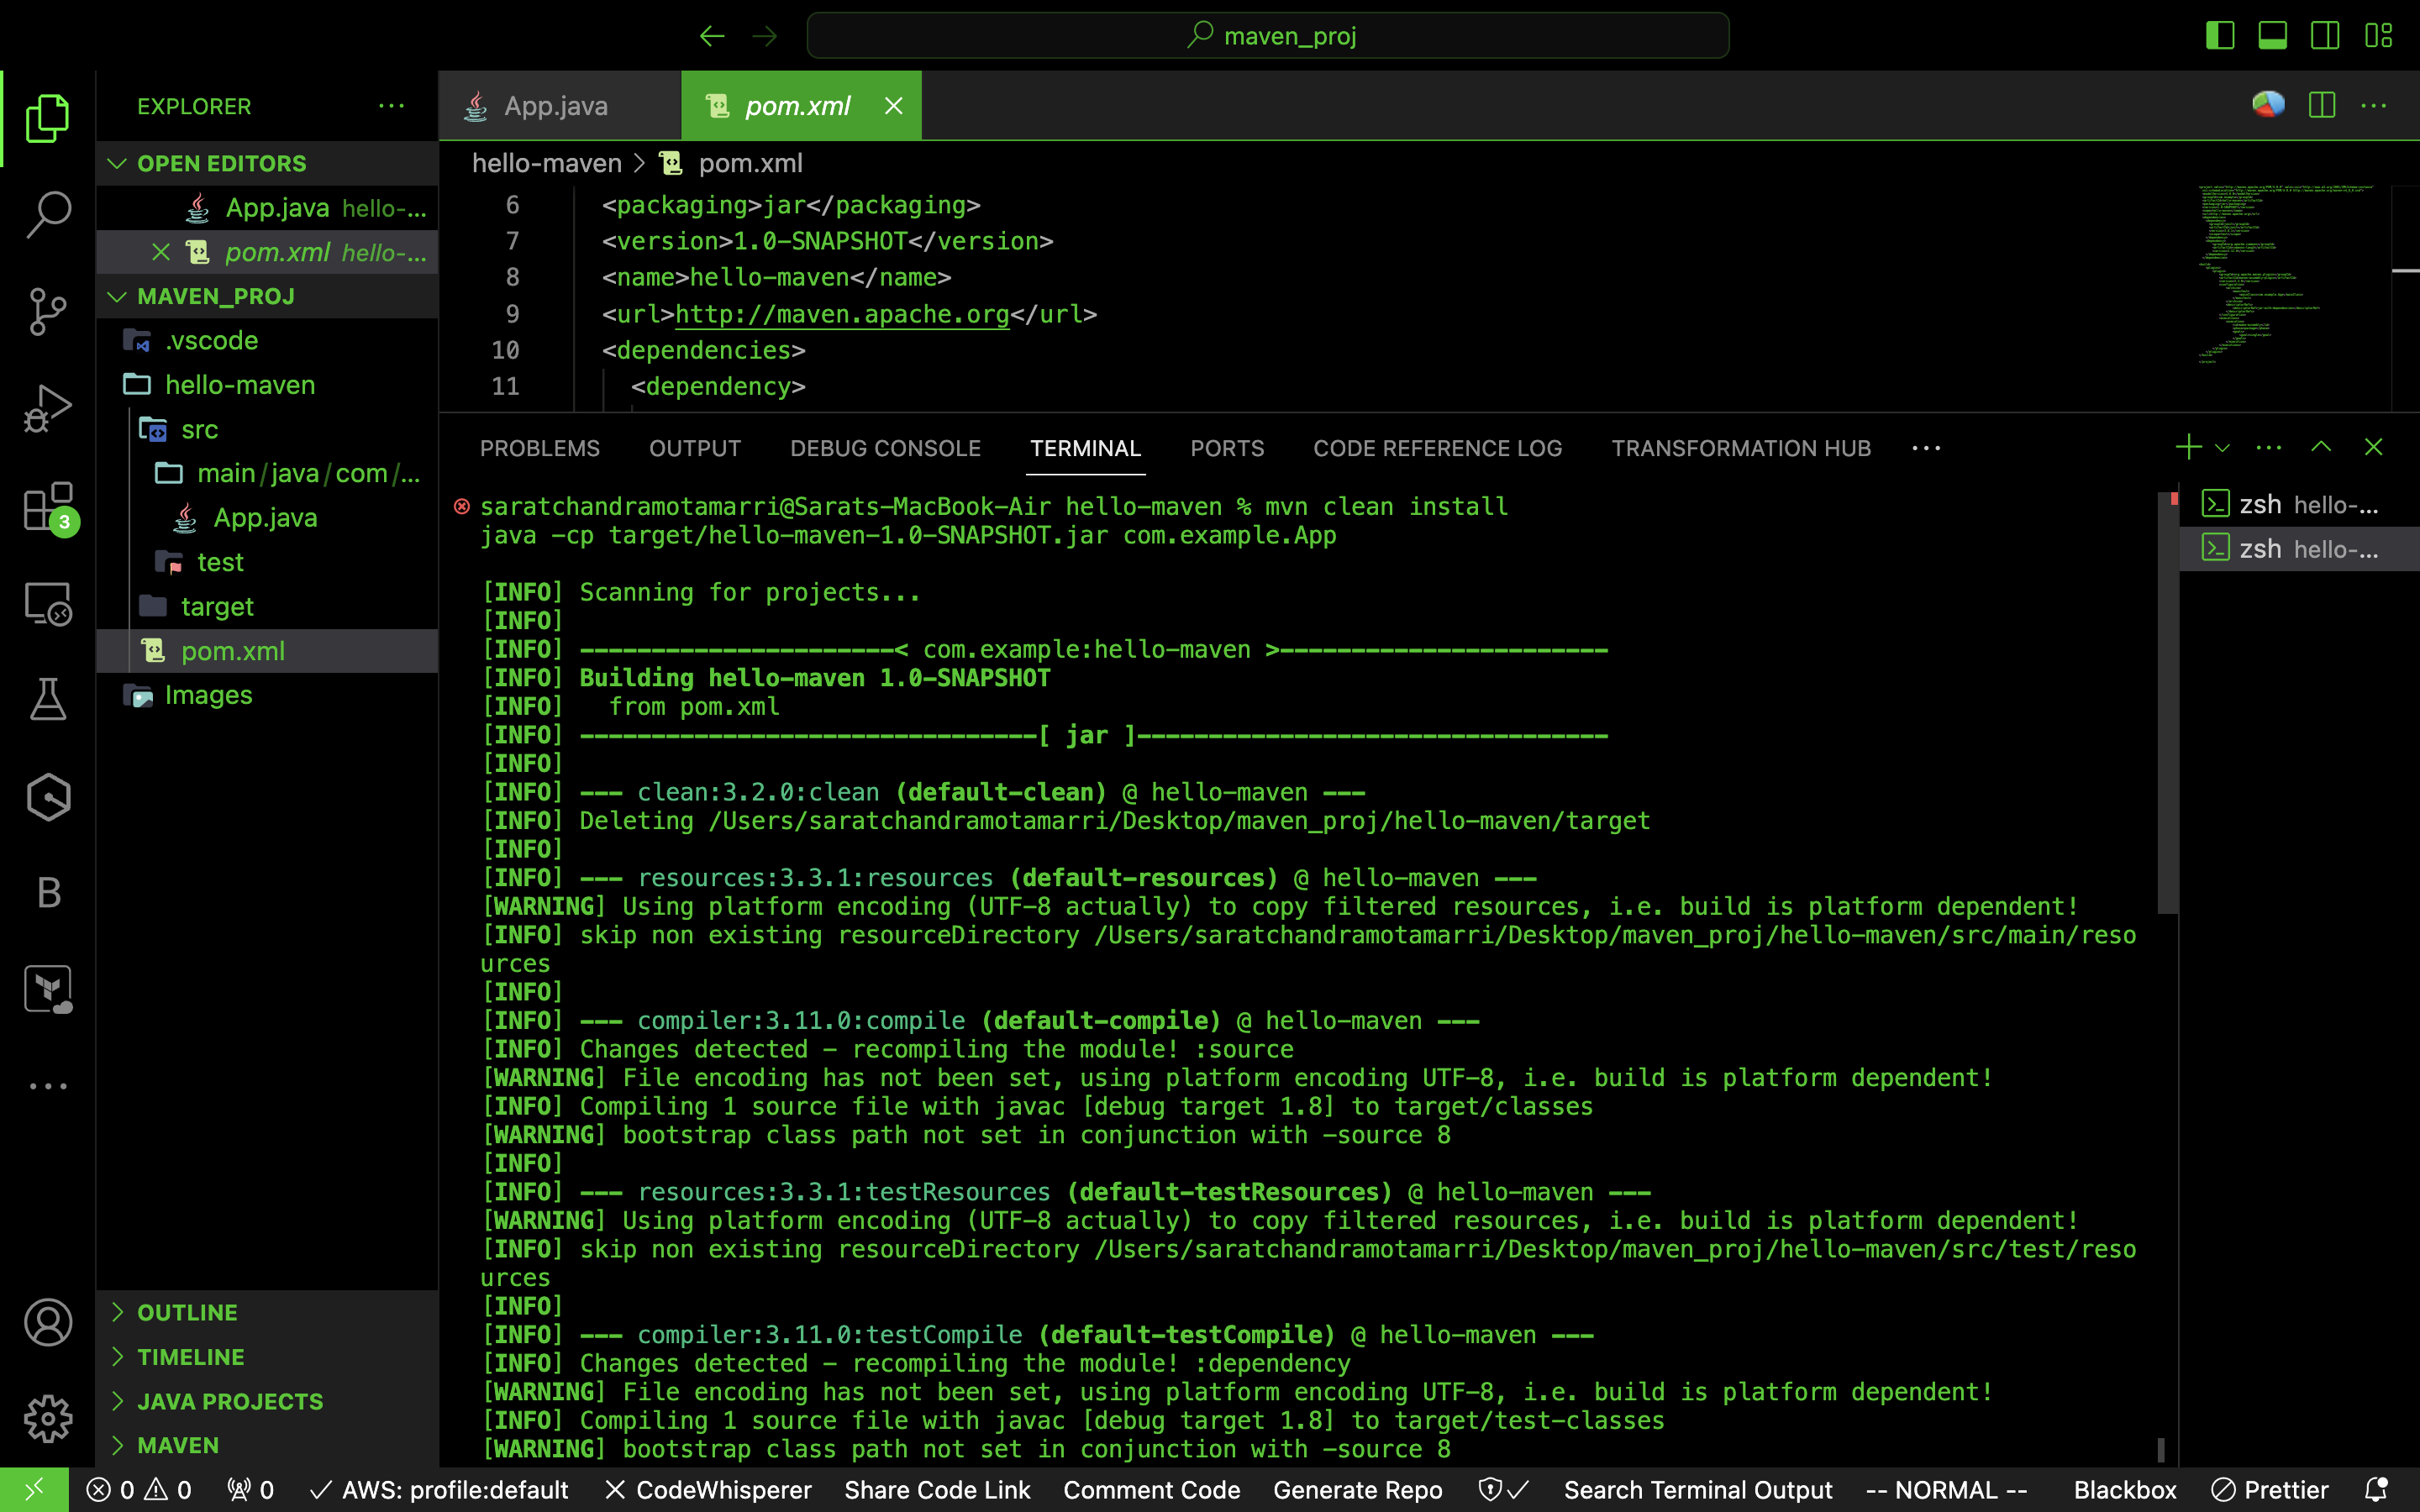 maven_proj
EXPLORER
OPEN EDITORS
App.java hello-...
pom.xml hello-...
MAVEN_PROJ
.vscode
hello-maven
src
main/java/com/...
App.java
test
target
pom.xml
Images
OUTLINE
TIMELINE
JAVA PROJECTS
MAVEN
3
B
App.java
pom.xml
hello-maven > pom.xml
6 <packaging>jar</packaging>
7 <version>1.0-SNAPSHOT</version>
8 <name>hello-maven</name>
9 <url>http://maven.apache.org</url>
10 <dependencies>
11 <dependency>
PROBLEMS OUTPUT DEBUG CONSOLE TERMINAL PORTS CODE REFERENCE LOG TRANSFORMATION HUB ...
saratchandramotamarri@Sarats-MacBook-Air hello-maven % mvn clean install
java -cp target/hello-maven-1.0-SNAPSHOT.jar com.example.App
[INFO] Scanning for projects...
[INFO]
[INFO] ----------------------< com.example:hello-maven >-----------------------
[INFO] Building hello-maven 1.0-SNAPSHOT
[INFO]   from pom.xml
[INFO] --------------------------------[ jar ]---------------------------------
[INFO]
[INFO] --- clean:3.2.0:clean (default-clean) @ hello-maven ---
[INFO] Deleting /Users/saratchandramotamarri/Desktop/maven_proj/hello-maven/target
[INFO]
[INFO] --- resources:3.3.1:resources (default-resources) @ hello-maven ---
[WARNING] Using platform encoding (UTF-8 actually) to copy filtered resources, i.e. build is platform dependent!
[INFO] skip non existing resourceDirectory /Users/saratchandramotamarri/Desktop/maven_proj/hello-maven/src/main/reso
urces
[INFO]
[INFO] --- compiler:3.11.0:compile (default-compile) @ hello-maven ---
[INFO] Changes detected - recompiling the module! :source
[WARNING] File encoding has not been set, using platform encoding UTF-8, i.e. build is platform dependent!
[INFO] Compiling 1 source file with javac [debug target 1.8] to target/classes
[WARNING] bootstrap class path not set in conjunction with -source 8
[INFO]
[INFO] --- resources:3.3.1:testResources (default-testResources) @ hello-maven ---
[WARNING] Using platform encoding (UTF-8 actually) to copy filtered resources, i.e. build is platform dependent!
[INFO] skip non existing resourceDirectory /Users/saratchandramotamarri/Desktop/maven_proj/hello-maven/src/test/reso
urces
[INFO]
[INFO] --- compiler:3.11.0:testCompile (default-testCompile) @ hello-maven ---
[INFO] Changes detected - recompiling the module! :dependency
[WARNING] File encoding has not been set, using platform encoding UTF-8, i.e. build is platform dependent!
[INFO] Compiling 1 source file with javac [debug target 1.8] to target/test-classes
[WARNING] bootstrap class path not set in conjunction with -source 8
zsh hello-...
zsh hello-...
0 0 0 AWS: profile:default CodeWhisperer Share Code Link Comment Code Generate Repo Search Terminal Output -- NORMAL -- Blackbox Prettier